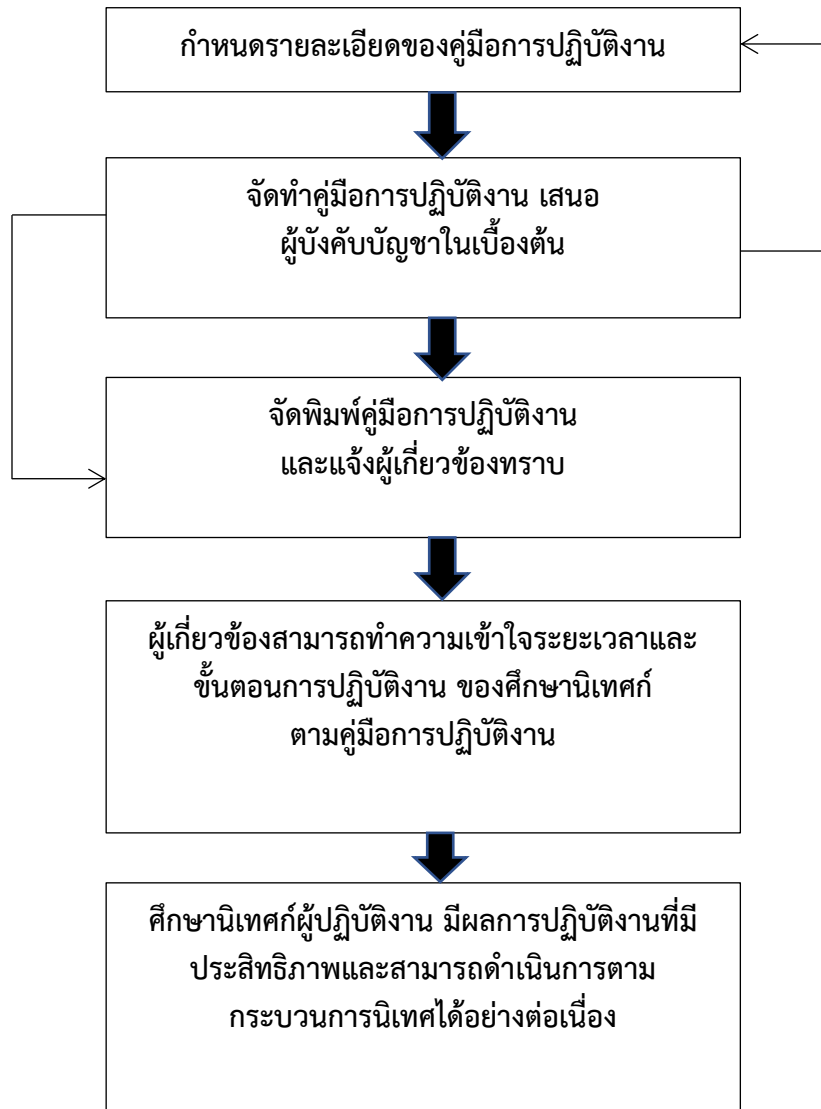 กำหนดรายละเอียดของคู่มือการปฏิบัติงาน
จัดทำคู่มือการปฏิบัติงาน เสนอ
ผู้บังคับบัญชาในเบื้องต้น
จัดพิมพ์คู่มือการปฏิบัติงาน
และแจ้งผู้เกี่ยวข้องทราบ
ผู้เกี่ยวข้องสามารถทำความเข้าใจระยะเวลาและ
ขั้นตอนการปฏิบัติงาน ของศึกษานิเทศก์
ตามคู่มือการปฏิบัติงาน
ศึกษานิเทศก์ผู้ปฏิบัติงาน มีผลการปฏิบัติงานที่มี
ประสิทธิภาพและสามารถดำเนินการตาม
กระบวนการนิเทศได้อย่างต่อเนื่อง